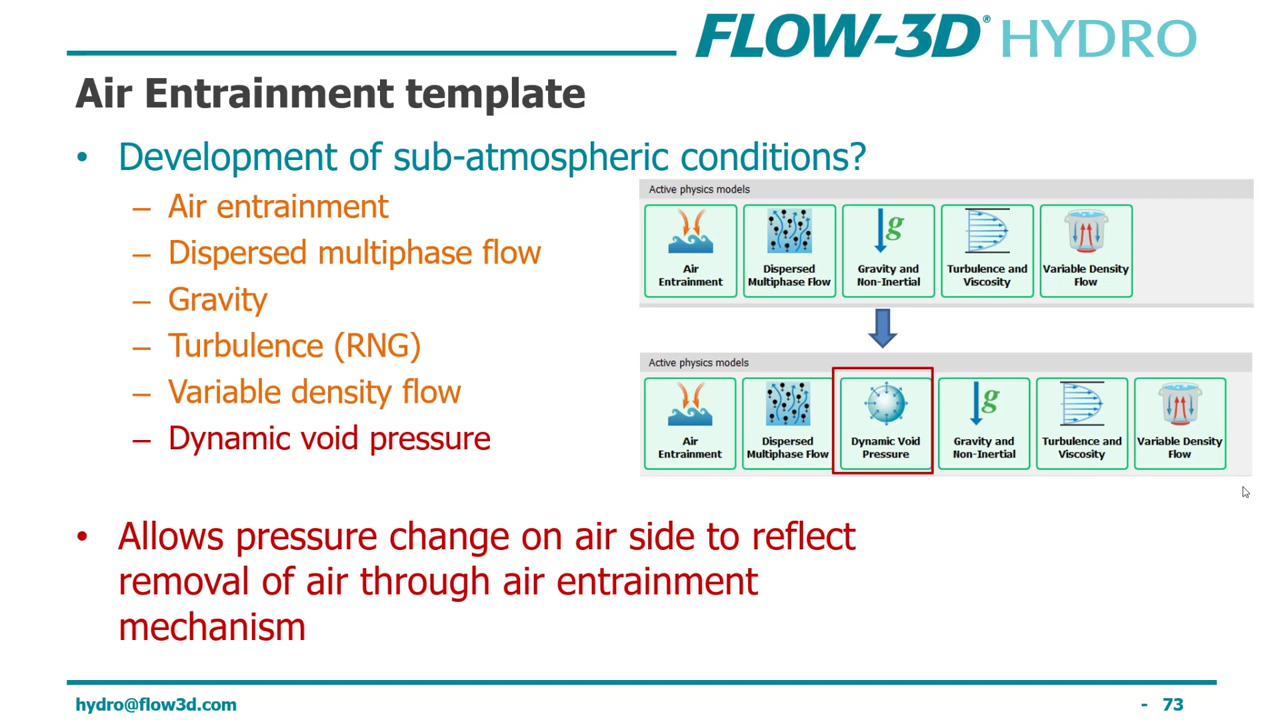 FLOW-3D® HYDRO
Air Entrainment template
• Development of sub-atmospheric conditions?
– Air entrainment
– Dispersed multiphase flow
– Gravity
– Turbulence (RNG)
– Variable density flow
– Dynamic void pressure
Active physics models
Air
Entrainment
Dispersed
Multiphase Flow
g
Gravity and
Non-Inertial
Turbulence and
Viscosity
Variable Density
Flow
Active physics models
Air
Entrainment
Dispersed
Multiphase Flow
Dynamic Void
Pressure
g
Gravity and
Non-Inertial
Turbulence and
Viscosity
Variable Density
Flow
• Allows pressure change on air side to reflect
removal of air through air entrainment
mechanism
hydro@flow3d.com
- 73